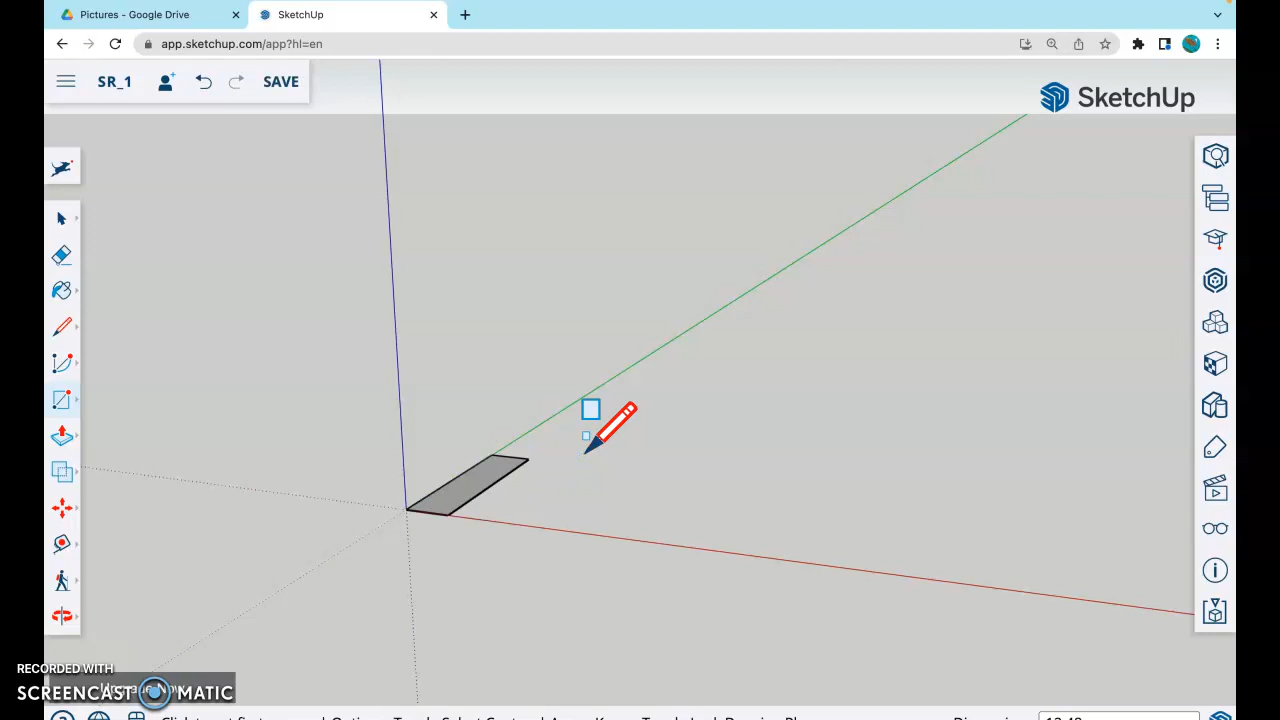 Pictures - Google Drive
SketchUp
app.sketchup.com/app?hl=en
SR_1
SAVE
SketchUp
RECORDED WITH
SCREENCAST MATIC